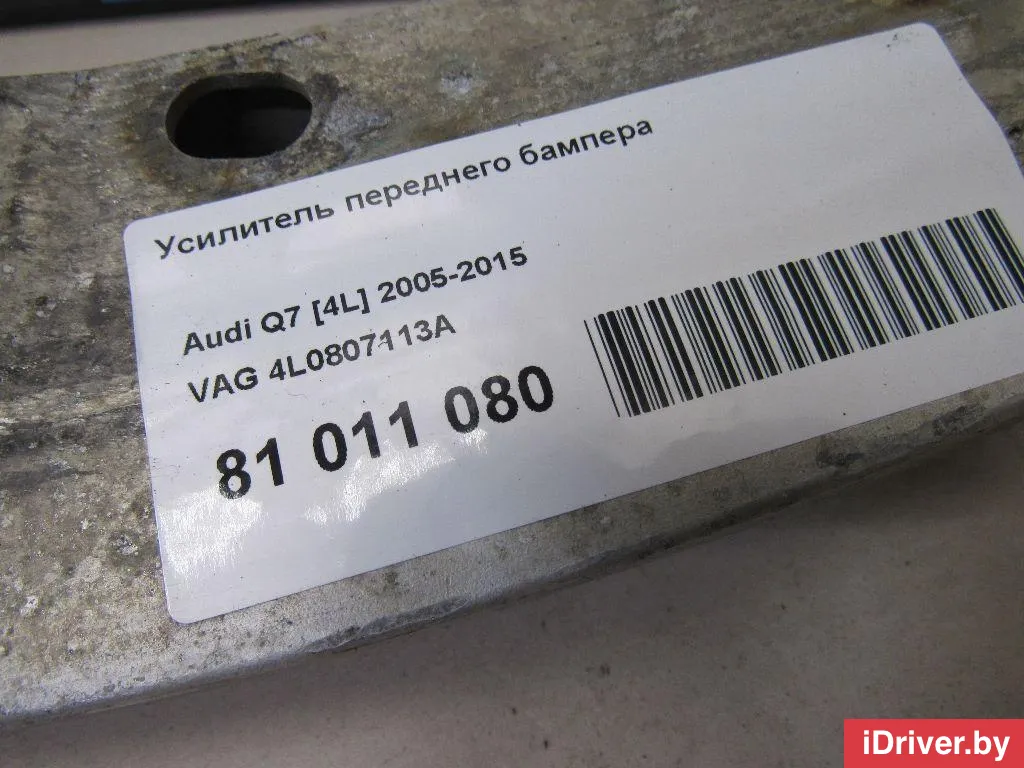 Усилитель переднего бампера
Audi Q7 [4L] 2005-2015
VAG 4L0807113A
81 011 080
iDriver.by